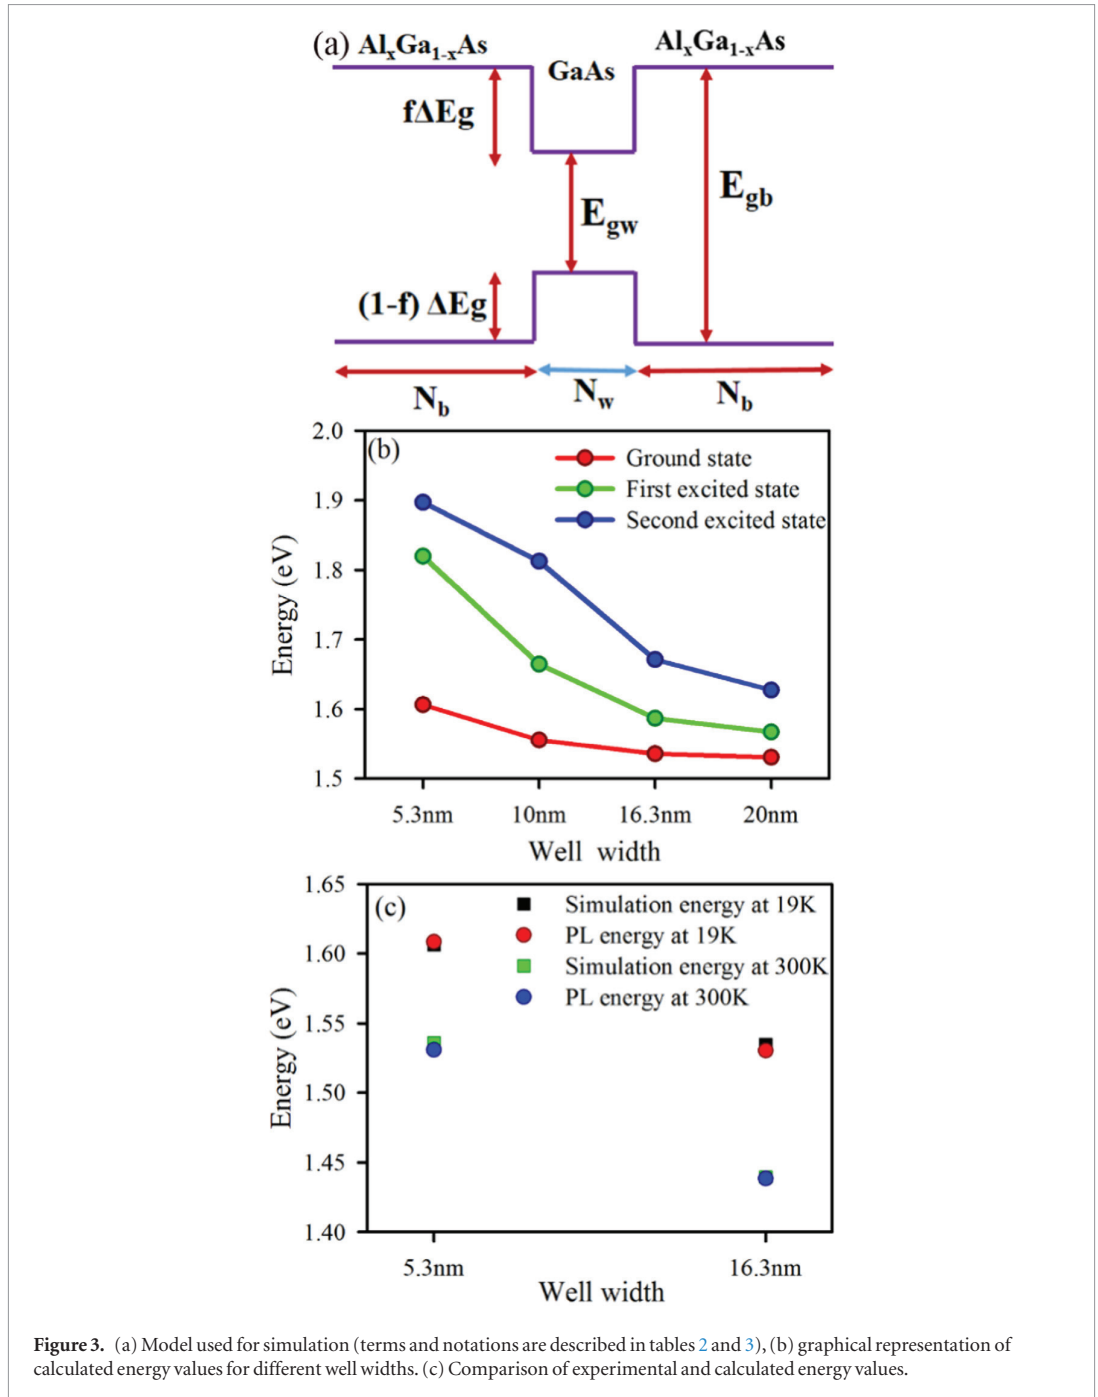 (a) AlxGa1-xAs
AlxGa1-xAs
GaAs
fΔEg
Egw
Egb
(1-f) ΔEg
Nb
Nw
Nb
(b)
2.0
1.9
1.8
1.7
1.6
1.5
Energy (eV)
Ground state
First excited state
Second excited state
5.3nm
10nm
16.3nm
20nm
Well width
(c)
1.65
1.60
1.55
1.50
1.45
1.40
Energy (eV)
Simulation energy at 19K
PL energy at 19K
Simulation energy at 300K
PL energy at 300K
5.3nm
16.3nm
Well width
Figure 3. (a) Model used for simulation (terms and notations are described in tables 2 and 3), (b) graphical representation of
calculated energy values for different well widths. (c) Comparison of experimental and calculated energy values.